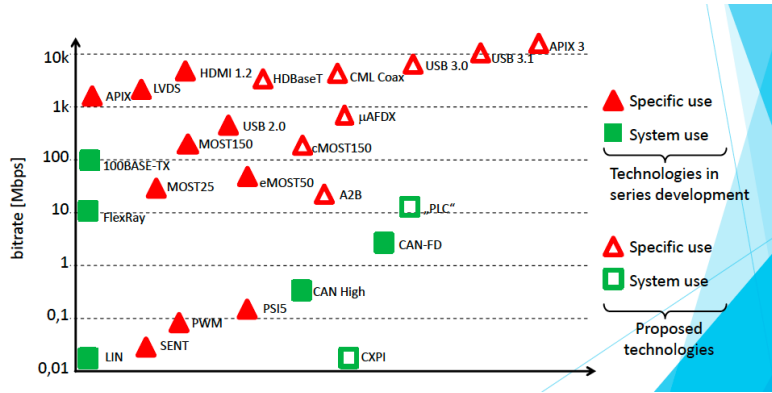 bitrate [Mbps]
10k
1k
100
10
1
0,1
0,01
APIX 3
USB 3.1
USB 3.0
CML Coax
HDBaseT
HDMI 1.2
LVDS
APIX
µAFDX
USB 2.0
MOST150
cMOST150
100BASE-TX
MOST25
eMOST50
A2B
„PLC“
FlexRay
CAN-FD
CAN High
PSI5
PWM
SENT
LIN
CXPI
Specific use
System use
Technologies in
series development
Specific use
System use
Proposed
technologies